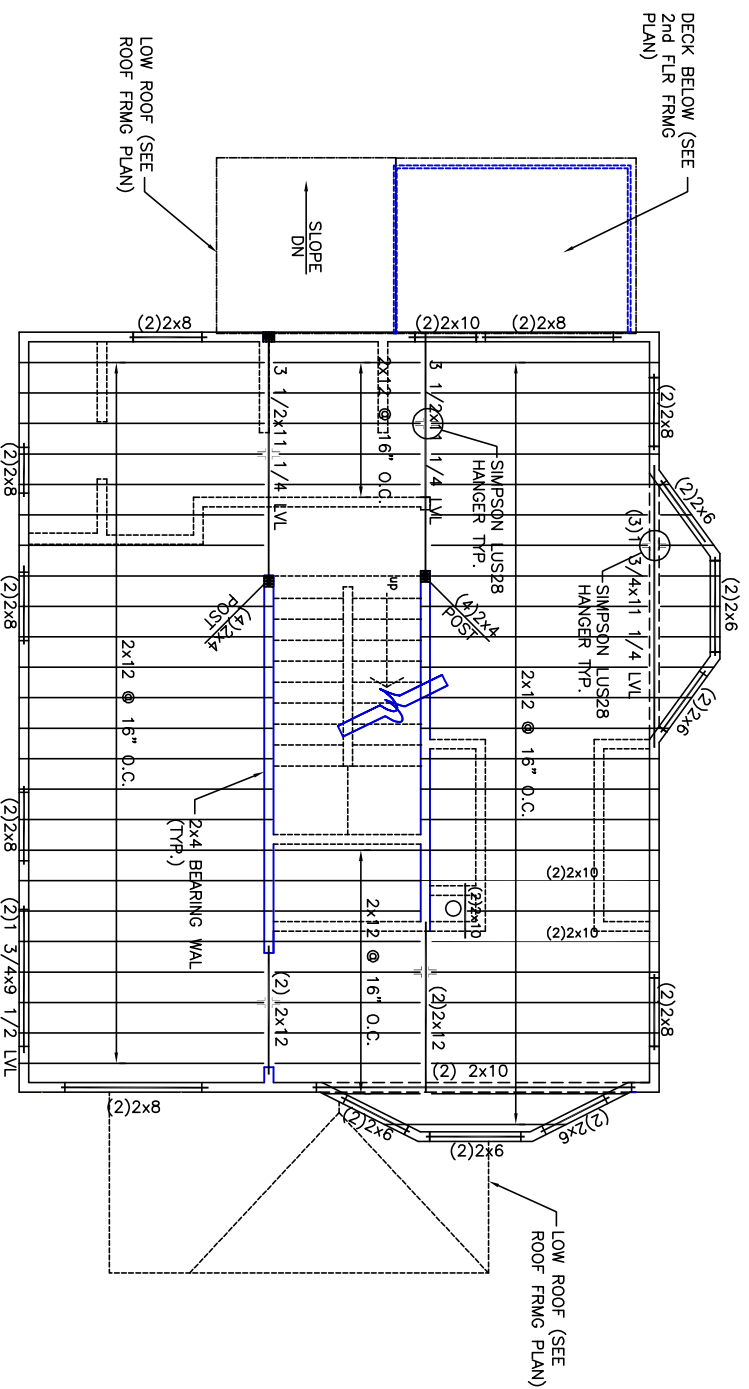 DECK BELOW (SEE
2nd FLR FRMG
PLAN)
LOW ROOF (SEE
ROOF FRMG PLAN)
SLOPE
DN
(2)2x8
(2)2x10
(2)2x8
(2)2x8
3 1/2x11 1/4 LVL
2x12 @ 16" O.C.
3 1/2x11 1/4 LVL
SIMPSON LUS28
HANGER TYP.
(2)2x6
(2)2x6
(2)2x6
(3)1 3/4x11 1/4 LVL
SIMPSON LUS28
HANGER TYP.
(4)2x4
POST
(4)2x4
POST
up
2x12 @ 16" O.C.
2x12 @ 16" O.C.
(2)2x8
(2)2x8
(2)2x8
2x4 BEARING WAL
(TYP.)
(2)2x10
(2)2x10
(2)2x10
2x12 @ 16" O.C.
(2)2x8
(2)2x12
(2) 2x12
(2) 2x10
(2)1 3/4x9 1/2 LVL
(2)2x8
(2)2x6
(2)2x6
(2)2x6
LOW ROOF (SEE
ROOF FRMG PLAN)